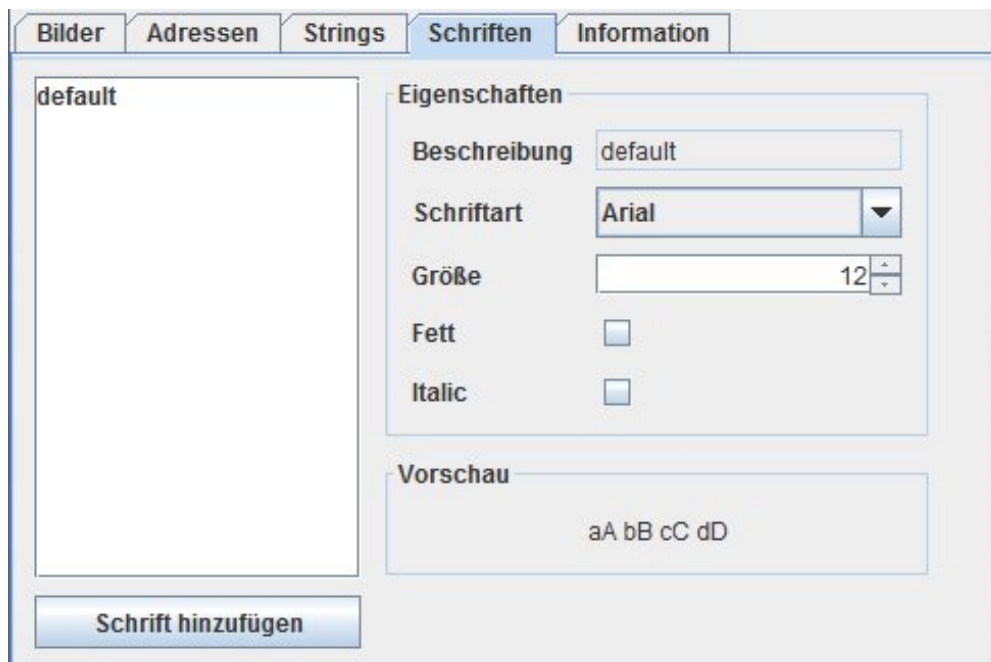 Bilder Adressen Strings Schriften Information
default
Eigenschaften
Beschreibung default
Schriftart Arial
Größe 12
Fett
Italic
Vorschau
aA bB cC dD
Schrift hinzufügen